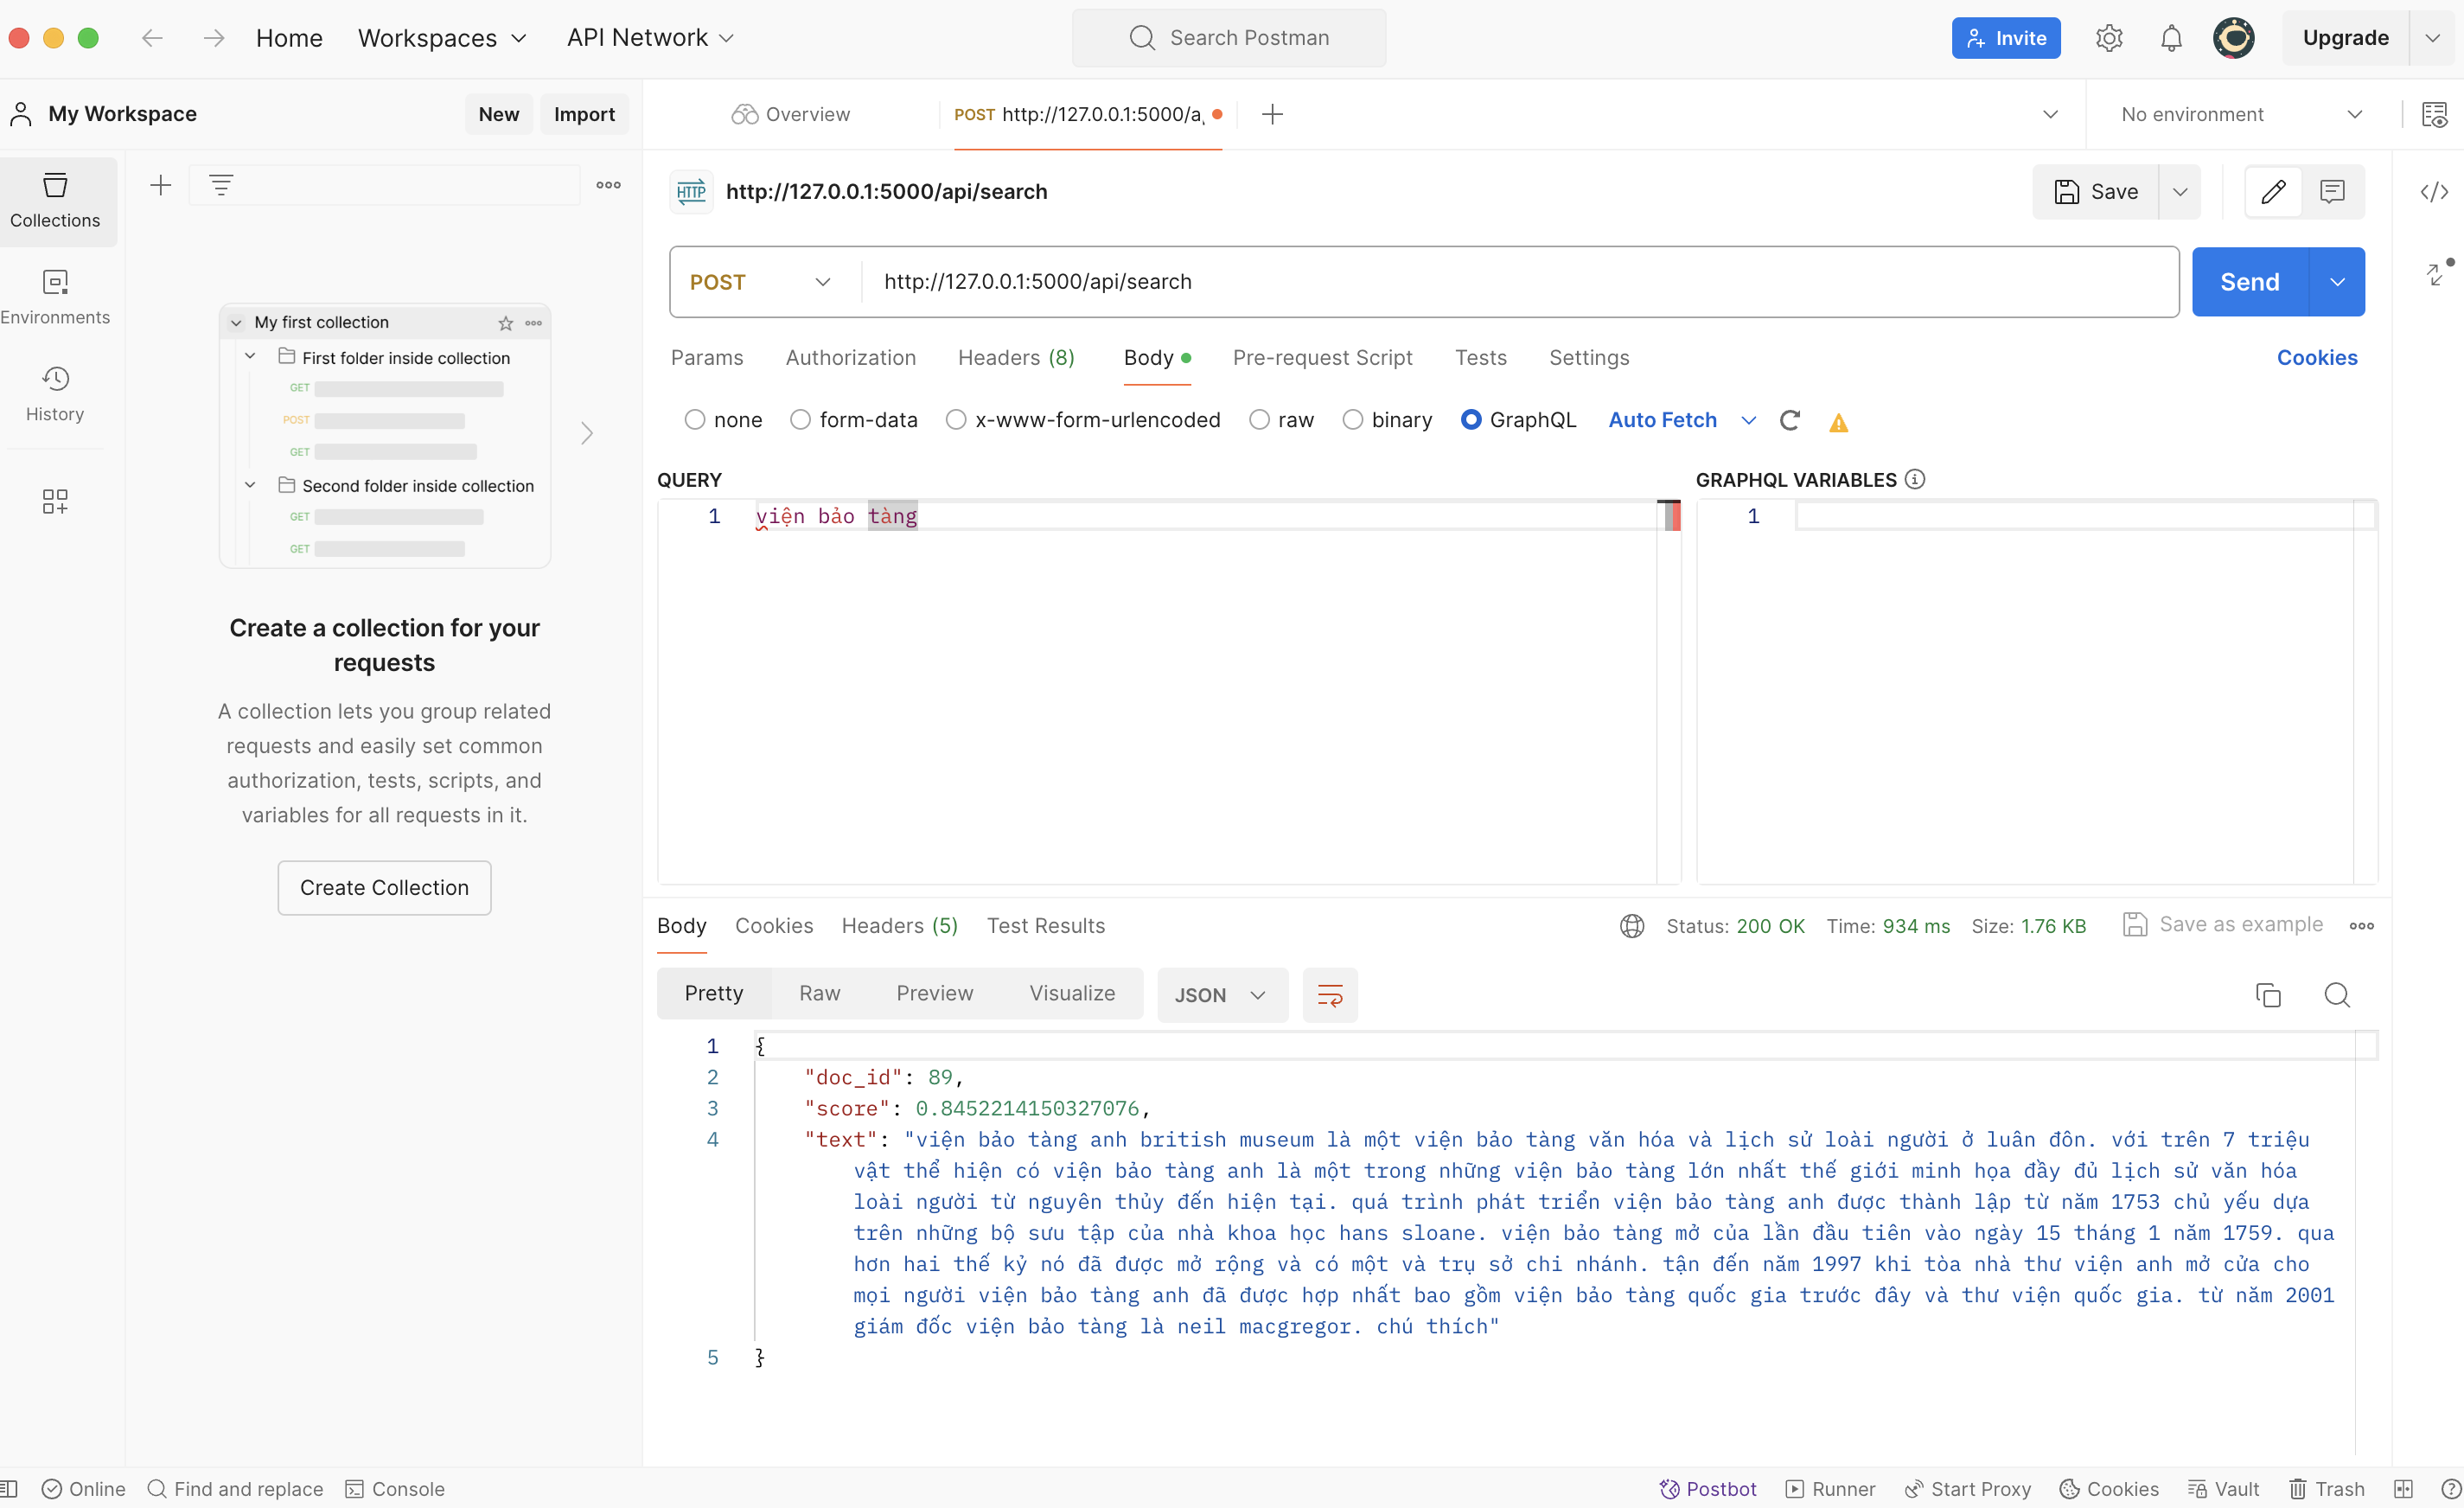 Home
Workspaces
API Network
Search Postman
Invite
Upgrade
My Workspace
New
Import
Overview
POST http://127.0.0.1:5000/a
No environment
Collections
Environments
History
My first collection
First folder inside collection
GET
POST
GET
Second folder inside collection
GET
GET
Create a collection for your
requests
A collection lets you group related
requests and easily set common
authorization, tests, scripts, and
variables for all requests in it.
Create Collection
HTTP http://127.0.0.1:5000/api/search
Save
POST
http://127.0.0.1:5000/api/search
Send
Params
Authorization
Headers (8)
Body
Pre-request Script
Tests
Settings
Cookies
none
form-data
x-www-form-urlencoded
raw
binary
GraphQL
Auto Fetch
QUERY
1 viện bảo tàng
GRAPHQL VARIABLES
1
Body
Cookies
Headers (5)
Test Results
Status: 200 OK
Time: 934 ms
Size: 1.76 KB
Save as example
Pretty
Raw
Preview
Visualize
JSON
1 {
2 "doc_id": 89,
3 "score": 0.8452214150327076,
4 "text": "viện bảo tàng anh british museum là một viện bảo tàng văn hóa và lịch sử loài người ở luân đôn. với trên 7 triệu
vật thể hiện có viện bảo tàng anh là một trong những viện bảo tàng lớn nhất thế giới minh họa đầy đủ lịch sử văn hóa
loài người từ nguyên thủy đến hiện tại. quá trình phát triển viện bảo tàng anh được thành lập từ năm 1753 chủ yếu dựa
trên những bộ sưu tập của nhà khoa học hans sloane. viện bảo tàng mở của lần đầu tiên vào ngày 15 tháng 1 năm 1759. qua
hơn hai thế kỷ nó đã được mở rộng và có một và trụ sở chi nhánh. tận đến năm 1997 khi tòa nhà thư viện anh mở cửa cho
mọi người viện bảo tàng anh đã được hợp nhất bao gồm viện bảo tàng quốc gia trước đây và thư viện quốc gia. từ năm 2001
giám đốc viện bảo tàng là neil macgregor. chú thích"
5 }
Online
Find and replace
Console
Postbot
Runner
Start Proxy
Cookies
Vault
Trash